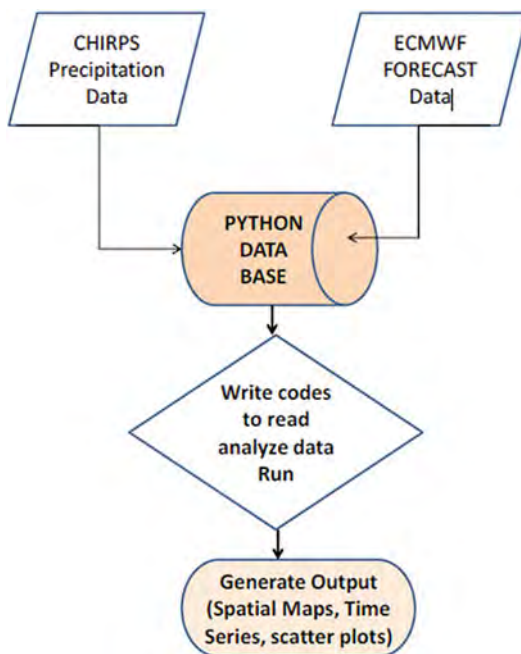 CHIRPS
Precipitation
Data
ECMWF
FORECAST
Data
PYTHON
DATA
BASE
Write codes
to read
analyze data
Run
Generate Output
(Spatial Maps, Time
Series, scatter plots)